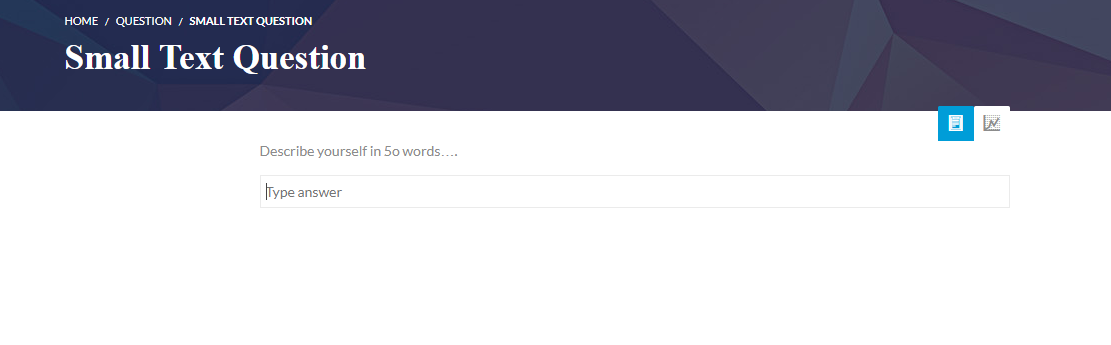 HOME / QUESTION / SMALL TEXT QUESTION
Small Text Question
Describe yourself in 5o words….
Type answer